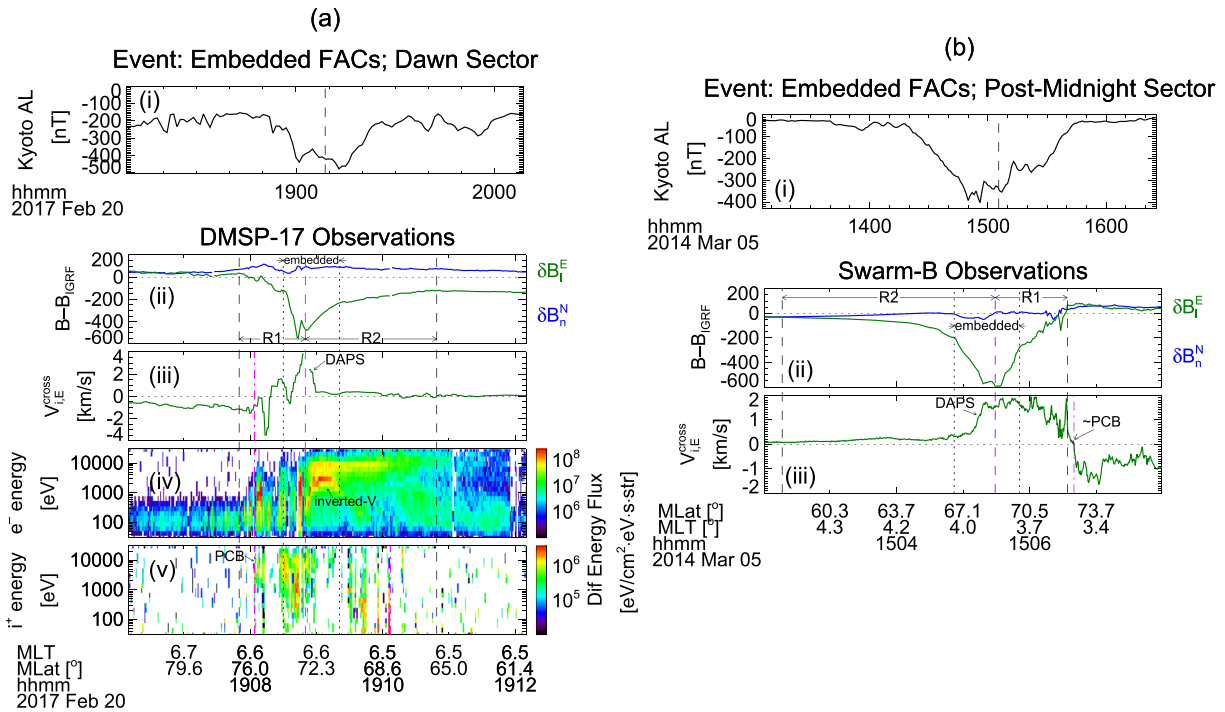 (a)
Event: Embedded FACs; Dawn Sector
(i)
Kyoto AL
[nT]
0
-100
-200
-300
-400
-500
1900 2000
hhmm
2017 Feb 20
DMSP-17 Observations
(ii)
B−B_IGRF
200
0
-200
-400
-600
embedded
R1 R2
δB_l^E
δB_n^N
(iii)
V_i,E^cross
[km/s]
4
2
0
-2
-4
DAPS
(iv)
e⁻ energy
[eV]
10000
1000
100
inverted-V
10⁸
10⁷
10⁶
(v)
i⁺ energy
[eV]
10000
1000
100
PCB
10⁶
10⁵
Dif Energy Flux
[eV/cm²·eV·s·str]
MLT 6.7 6.6 6.6 6.5 6.5 6.5
MLat [°] 79.6 76.0 72.3 68.6 65.0 61.4
hhmm 1908 1910 1912
2017 Feb 20
(b)
Event: Embedded FACs; Post-Midnight Sector
Kyoto AL
[nT]
0
-100
-200
-300
-400
(i)
1400 1500 1600
hhmm
2014 Mar 05
Swarm-B Observations
B−B_IGRF
200
0
-200
-400
-600
R2 R1
embedded
(ii)
δB_l^E
δB_n^N
V_i,E^cross
[km/s]
2
1
0
-1
-2
DAPS
~PCB
(iii)
MLat [°] 60.3 63.7 67.1 70.5 73.7
MLT [°] 4.3 4.2 4.0 3.7 3.4
hhmm 1504 1506
2014 Mar 05